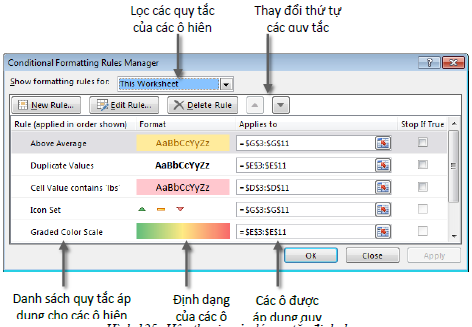 Lọc các quy tắc
của các ô hiện
Thay đổi thứ tự
các quy tắc
Conditional Formatting Rules Manager
Show formatting rules for: This Worksheet
New Rule... Edit Rule... Delete Rule
Rule (applied in order shown) Format Applies to Stop If True
Above Average AaBbCcYyZz =$G$3:$G$11
Duplicate Values AaBbCcYyZz =$E$3:$E$11
Cell Value contains 'lbs' AaBbCcYyZz =$D$3:$D$11
Icon Set =$G$3:$G$11
Graded Color Scale =$E$3:$E$11
OK Close Apply
Danh sách quy tắc áp
dụng cho các ô hiện
Định dạng
của các ô
Các ô được
áp dụng quy